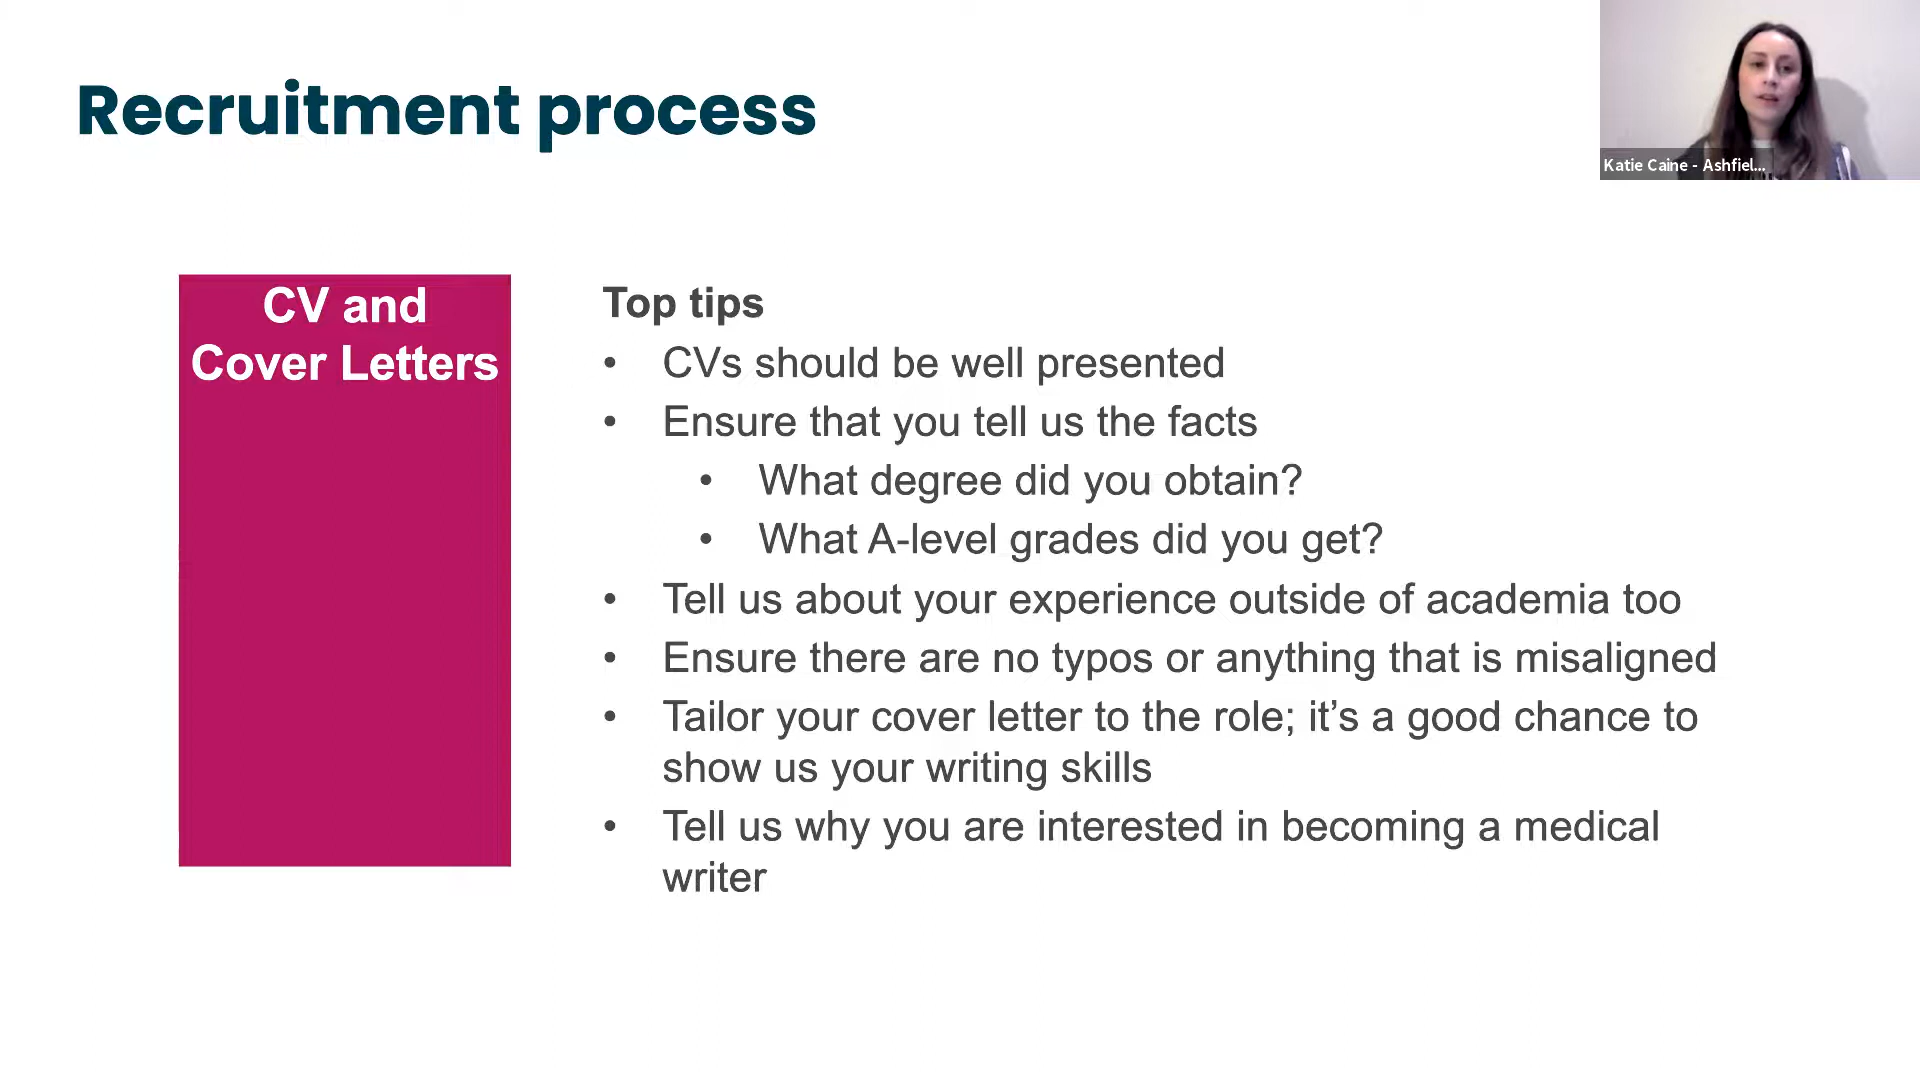 Recruitment process
Katie Caine - Ashfiel...
CV and
Cover Letters
Top tips
• CVs should be well presented
• Ensure that you tell us the facts
• What degree did you obtain?
• What A-level grades did you get?
• Tell us about your experience outside of academia too
• Ensure there are no typos or anything that is misaligned
• Tailor your cover letter to the role; it’s a good chance to
show us your writing skills
• Tell us why you are interested in becoming a medical
writer